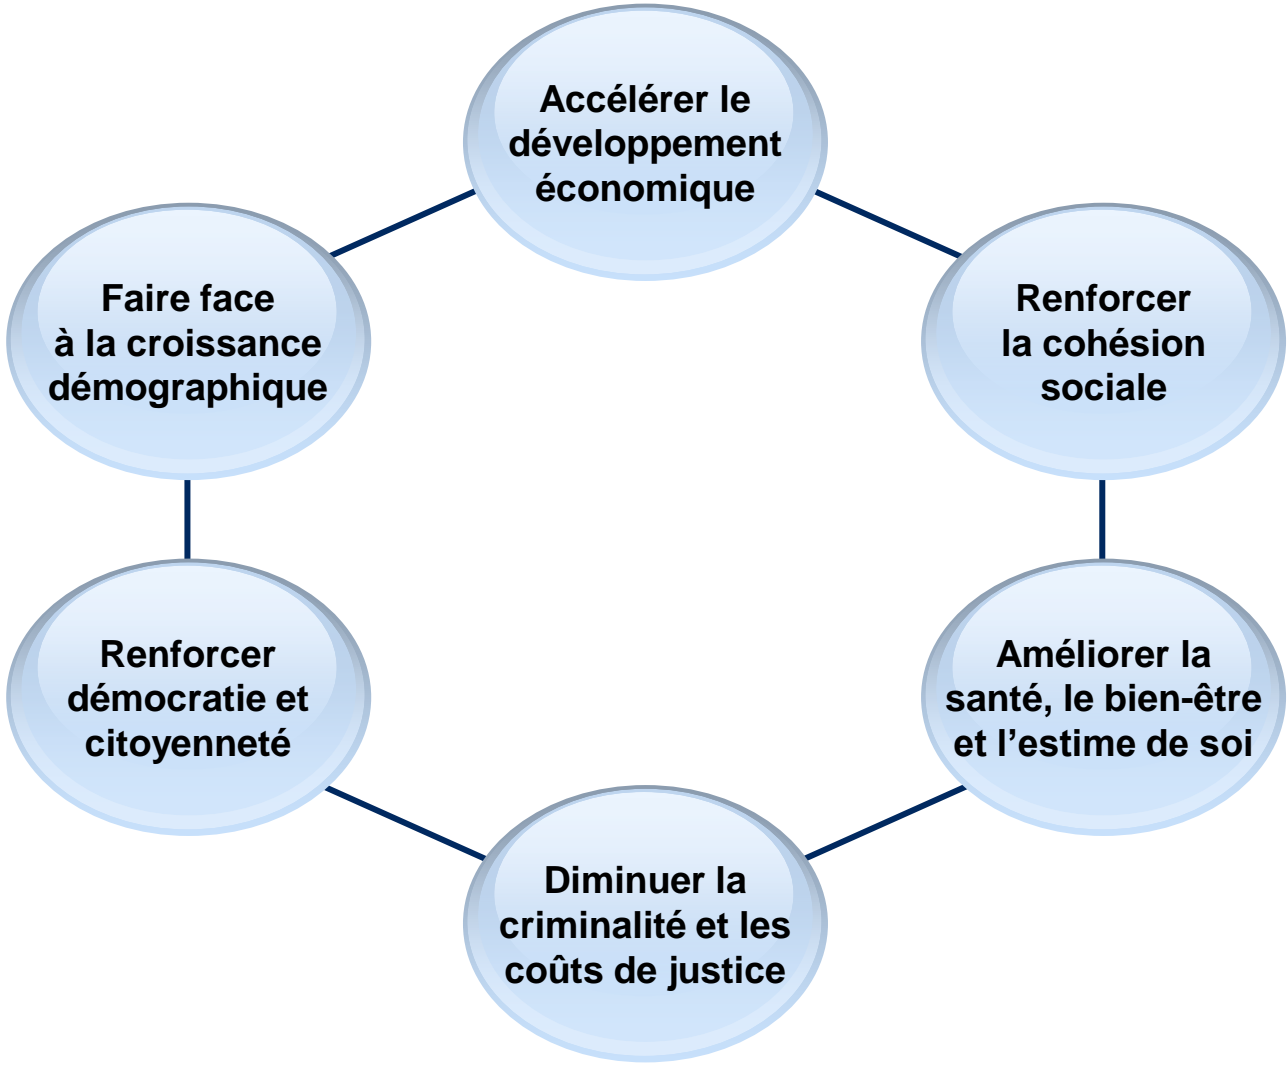 Accélérer le
développement
économique
Faire face
à la croissance
démographique
Renforcer
la cohésion
sociale
Renforcer
démocratie et
citoyenneté
Améliorer la
santé, le bien-être
et l’estime de soi
Diminuer la
criminalité et les
coûts de justice